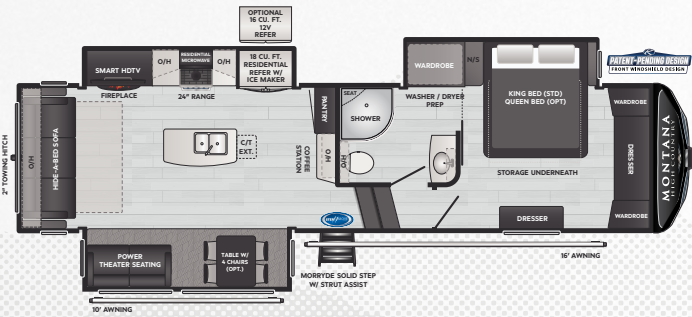 OPTIONAL
16 CU. FT.
12V
REFER
SMART HDTV
FIREPLACE
O/H
RESIDENTIAL
MICROWAVE
O/H
24" RANGE
18 CU. FT.
RESIDENTIAL
REFER W/
ICE MAKER
WARDROBE
N/S
WASHER / DRYER
PREP
KING BED (STD)
QUEEN BED (OPT)
STORAGE UNDERNEATH
PATENT-PENDING DESIGN
FRONT WINDSHIELD DESIGN
2" TOWING HITCH
O/H
HIDE-A-BED SOFA
C/T
EXT.
PANTRY
COFFEE
STATION
O/H
SEAT
SHOWER
O/H
WARDROBE
DRESSER
WARDROBE
MONTANA
HIGH COUNTRY
DRESSER
POWER
THEATER SEATING
TABLE W/
4 CHAIRS
(OPT.)
MORRYDE SOLID STEP
W/ STRUT ASSIST
16' AWNING
10' AWNING